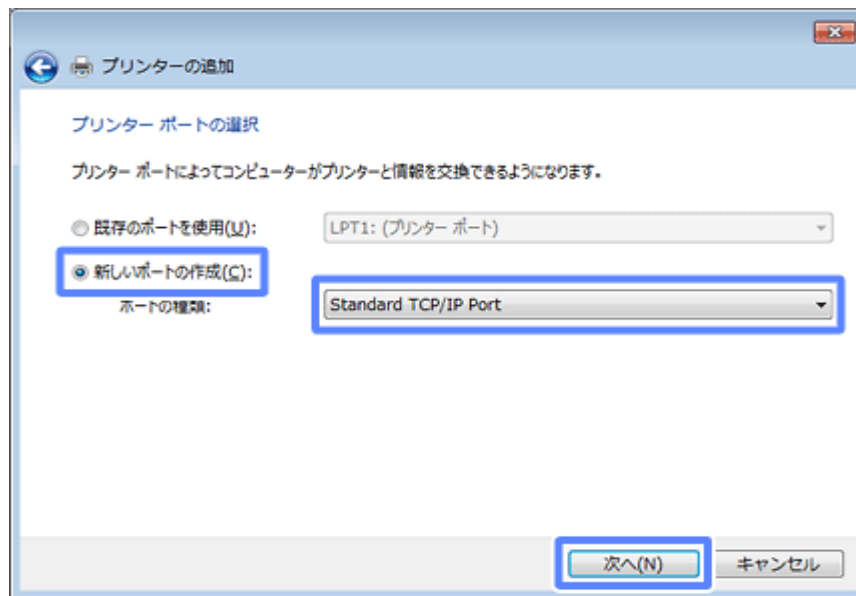 プリンターの追加
プリンター ポートの選択
プリンター ポートによってコンピューターがプリンターと情報を交換できるようになります。
既存のポートを使用(U): LPT1: (プリンター ポート)
新しいポートの作成(C):
ポートの種類: Standard TCP/IP Port
次へ(N) キャンセル